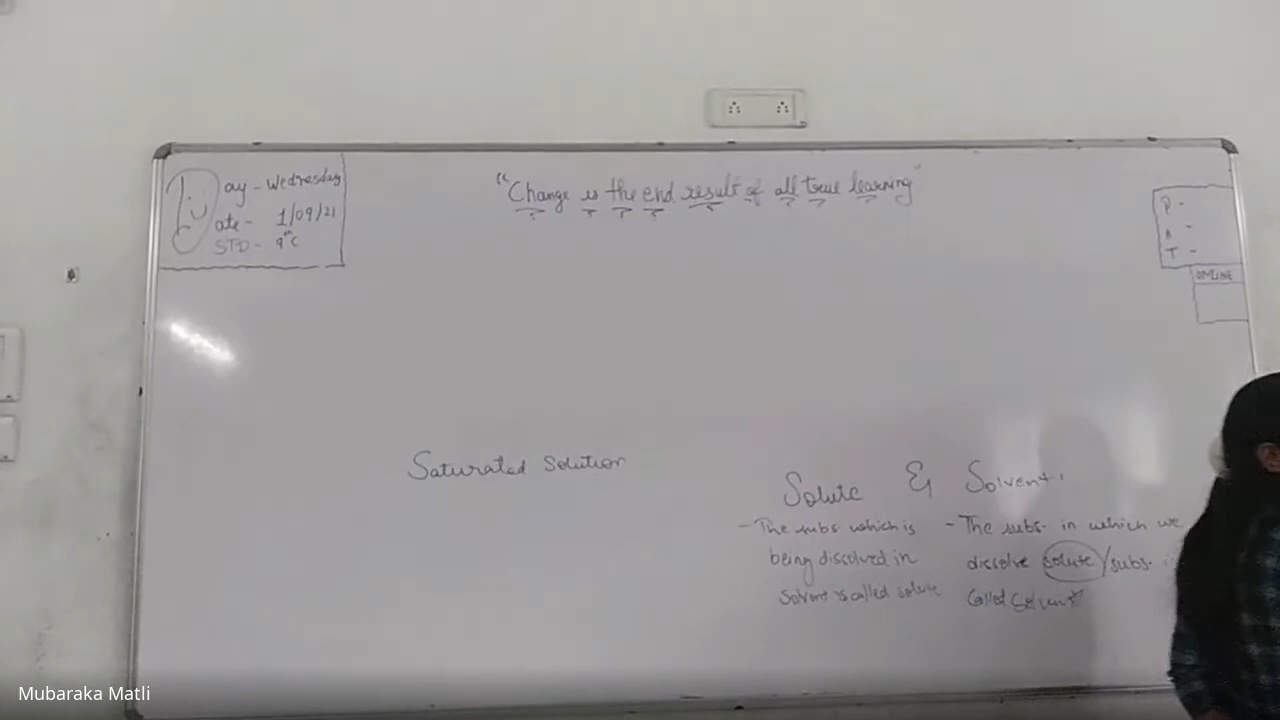 Day - Wednesday
Date - 1/09/21
STD - 9th C
"Change is the end result of all true learning"
P -
A -
T -
ONLINE
Saturated Solution
Solute & Solvent.
- The subs which is
being dissolved in
Solvent is called solute
- The subs. in which we
dissolve solute/subs.
Called Solvent
Mubaraka Matli